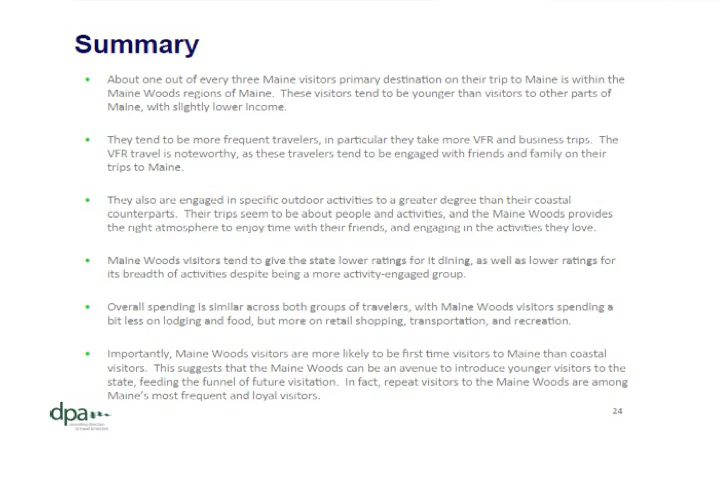 Summary
• About one out of every three Maine visitors primary destination on their trip to Maine is within the
Maine Woods regions of Maine. These visitors tend to be younger than visitors to other parts of
Maine, with slightly lower income.
• They tend to be more frequent travelers, in particular they take more VFR and business trips. The
VFR travel is noteworthy, as these travelers tend to be engaged with friends and family on their
trips to Maine.
• They also are engaged in specific outdoor activities to a greater degree than their coastal
counterparts. Their trips seem to be about people and activities, and the Maine Woods provides
the right atmosphere to enjoy time with their friends, and engaging in the activities they love.
• Maine Woods visitors tend to give the state lower ratings for it dining, as well as lower ratings for
its breadth of activities despite being a more activity-engaged group.
• Overall spending is similar across both groups of travelers, with Maine Woods visitors spending a
bit less on lodging and food, but more on retail shopping, transportation, and recreation.
• Importantly, Maine Woods visitors are more likely to be first time visitors to Maine than coastal
visitors. This suggests that the Maine Woods can be an avenue to introduce younger visitors to the
state, feeding the funnel of future visitation. In fact, repeat visitors to the Maine Woods are among
Maine's most frequent and loyal visitors.
dpa
24